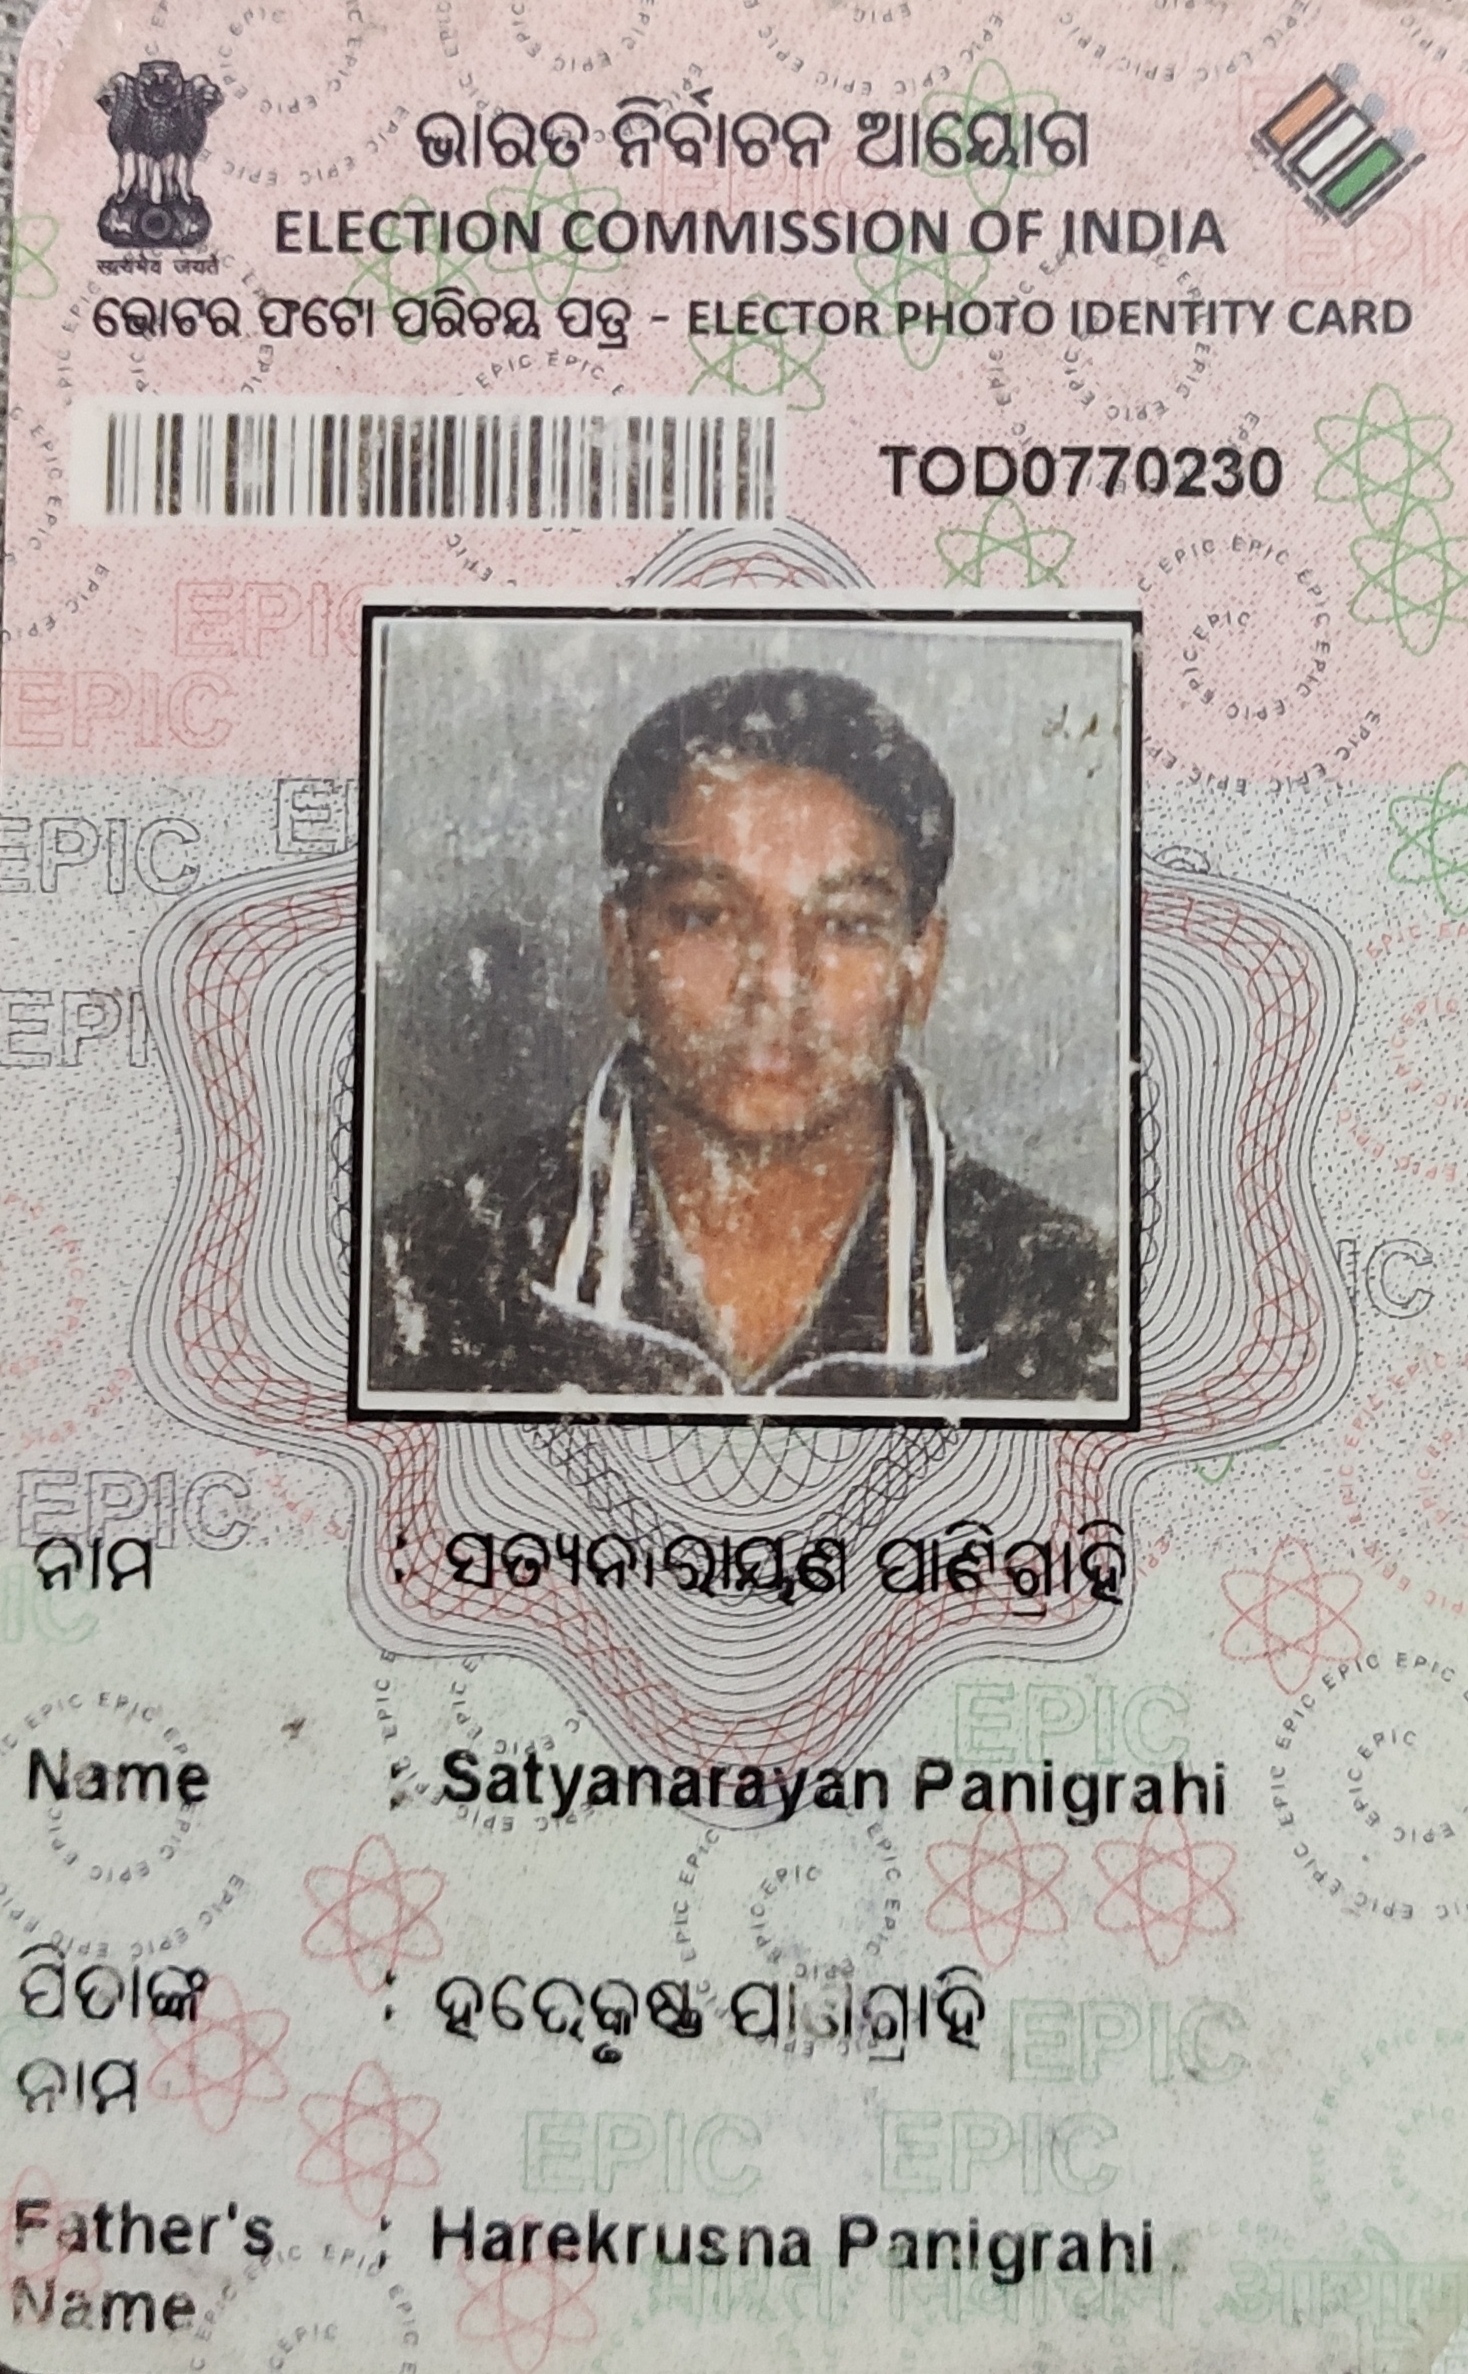 ଭାରତ ନିର୍ବାଚନ ଆୟୋଗ
ELECTION COMMISSION OF INDIA
सत्यमेव जयते
ଭୋଟର ଫଟୋ ପରିଚୟ ପତ୍ର - ELECTOR PHOTO IDENTITY CARD
TOD0770230
ନାମ : ସତ୍ୟନାରାୟଣ ପାଣିଗ୍ରାହି
Name : Satyanarayan Panigrahi
ପିତାଙ୍କ : ହରେକୃଷ୍ଣ ପାଣିଗ୍ରାହି
ନାମ
Father's : Harekrusna Panigrahi
Name